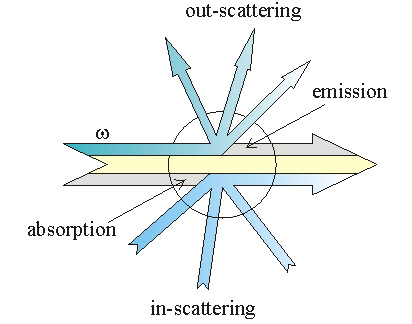 out-scattering
emission
ω
absorption
in-scattering